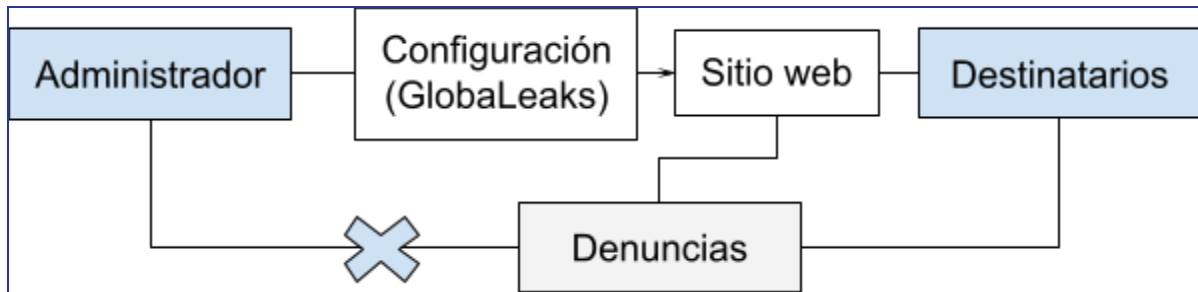 Administrador
Configuración
(GlobaLeaks)
Sitio web
Destinatarios
Denuncias